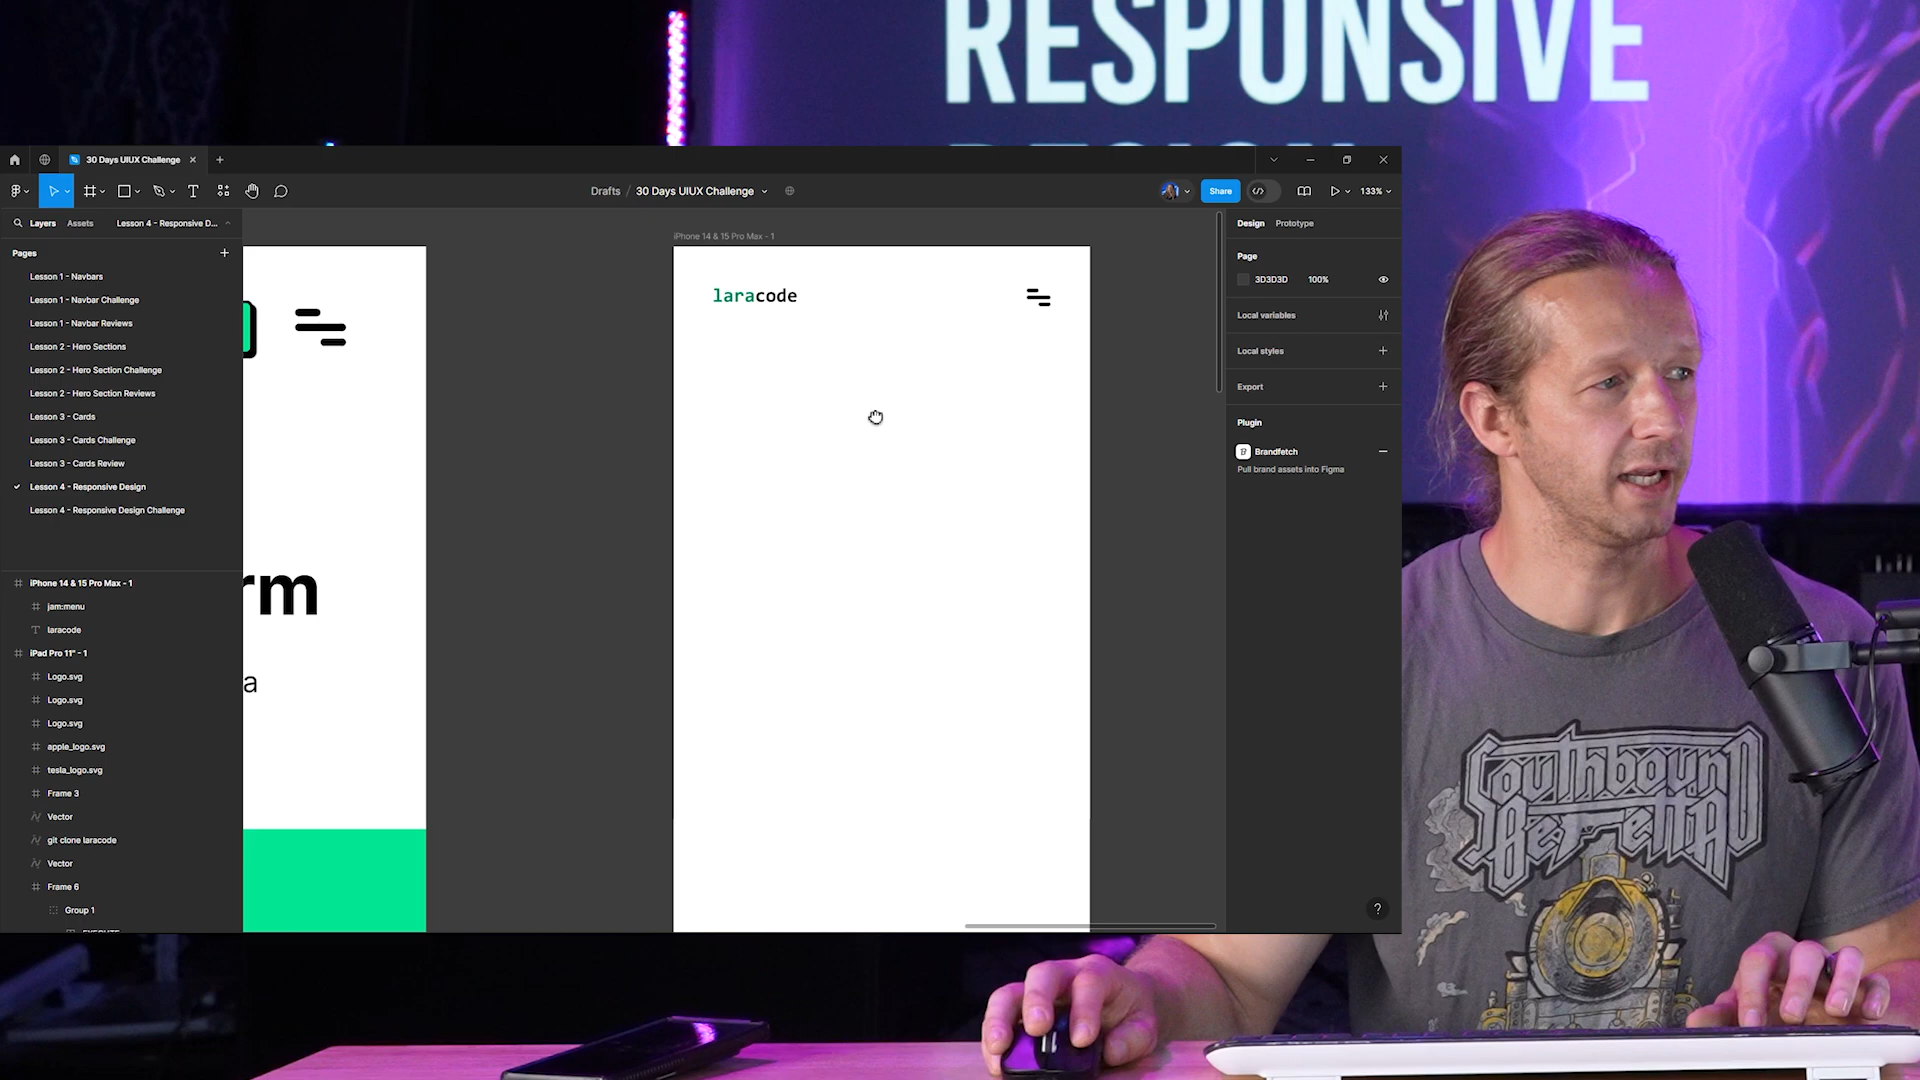 RESPONSIVE
30 Days UIUX Challenge
Drafts / 30 Days UIUX Challenge
Share
133%
Layers
Assets
Lesson 4 - Responsive D...
Pages
Lesson 1 - Navbars
Lesson 1 - Navbar Challenge
Lesson 1 - Navbar Reviews
Lesson 2 - Hero Sections
Lesson 2 - Hero Section Challenge
Lesson 2 - Hero Section Reviews
Lesson 3 - Cards
Lesson 3 - Cards Challenge
Lesson 3 - Cards Review
Lesson 4 - Responsive Design
Lesson 4 - Responsive Design Challenge
iPhone 14 & 15 Pro Max - 1
jam:menu
laracode
iPad Pro 11" - 1
Logo.svg
Logo.svg
Logo.svg
apple_logo.svg
tesla_logo.svg
Frame 3
Vector
git clone laracode
Vector
Frame 6
Group 1
rm
a
iPhone 14 & 15 Pro Max - 1
laracode
Design
Prototype
Page
3D3D3D
100%
Local variables
Local styles
Export
Plugin
Brandfetch
Pull brand assets into Figma
?
Southbound
Beretta